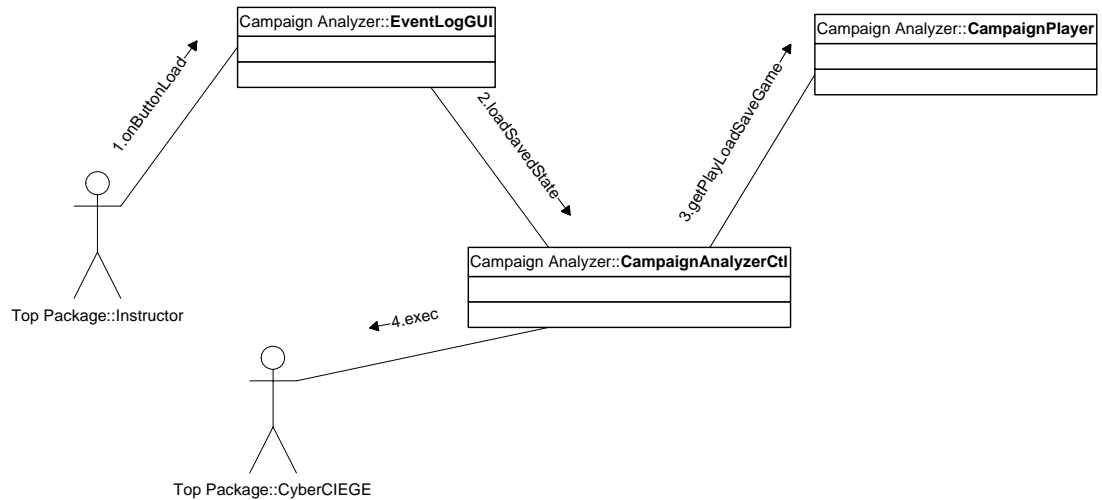 Campaign Analyzer::EventLogGUI
Campaign Analyzer::CampaignPlayer
1.onButtonLoad
2.loadSavedState
3.getPlayLoadSaveGame
Campaign Analyzer::CampaignAnalyzerCtl
Top Package::Instructor
4.exec
Top Package::CyberCIEGE